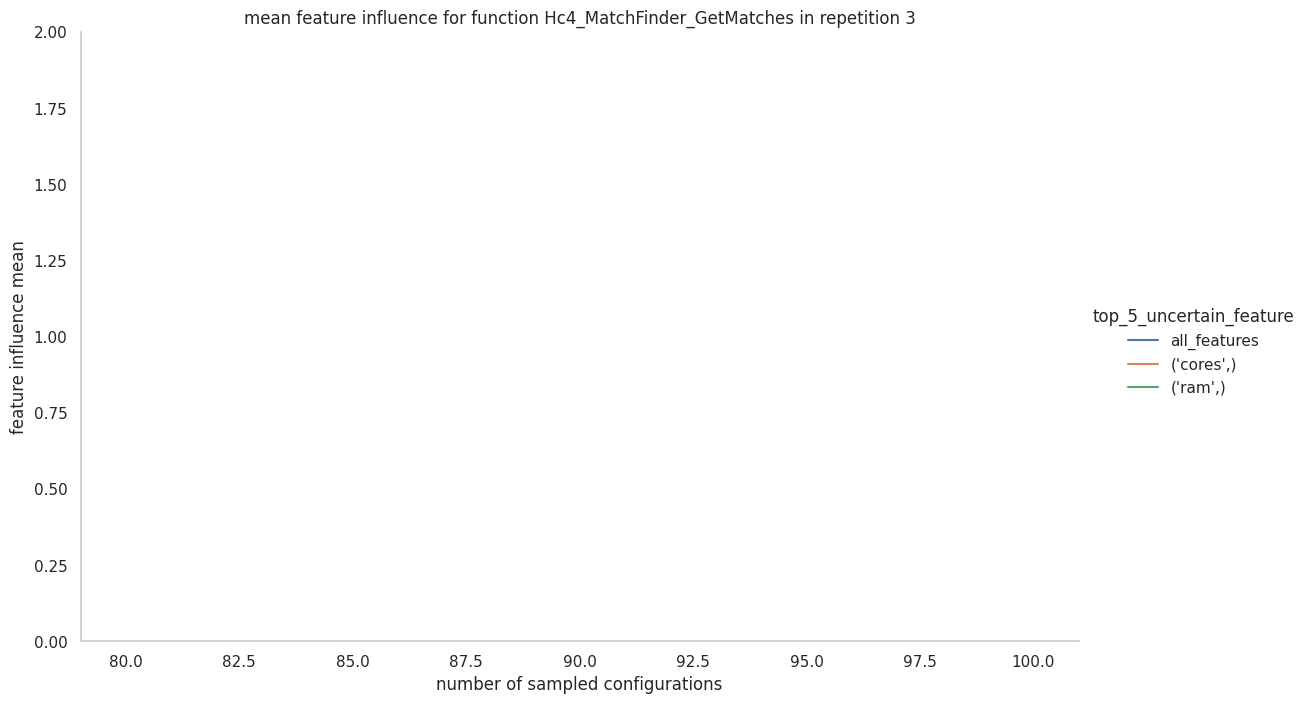 mean feature influence for function Hc4_MatchFinder_GetMatches in repetition 3
2.00
1.75
1.50
1.25
1.00
0.75
0.50
0.25
0.00
feature influence mean
80.0 82.5 85.0 87.5 90.0 92.5 95.0 97.5 100.0
number of sampled configurations
top_5_uncertain_feature
all_features
('cores',)
('ram',)